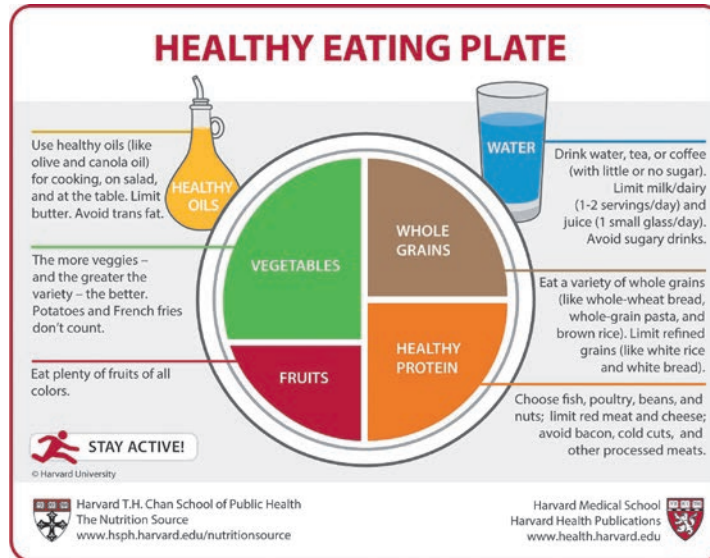 HEALTHY EATING PLATE
Use healthy oils (like
olive and canola oil)
for cooking, on salad,
and at the table. Limit
butter. Avoid trans fat.
HEALTHY
OILS
The more veggies –
and the greater the
variety – the better.
Potatoes and French fries
don't count.
Eat plenty of fruits of all
colors.
VEGETABLES
FRUITS
WHOLE
GRAINS
HEALTHY
PROTEIN
WATER
Drink water, tea, or coffee
(with little or no sugar).
Limit milk/dairy
(1-2 servings/day) and
juice (1 small glass/day).
Avoid sugary drinks.
Eat a variety of whole grains
(like whole-wheat bread,
whole-grain pasta, and
brown rice). Limit refined
grains (like white rice
and white bread).
Choose fish, poultry, beans, and
nuts; limit red meat and cheese;
avoid bacon, cold cuts, and
other processed meats.
STAY ACTIVE!
© Harvard University
Harvard T.H. Chan School of Public Health
The Nutrition Source
www.hsph.harvard.edu/nutritionsource
Harvard Medical School
Harvard Health Publications
www.health.harvard.edu